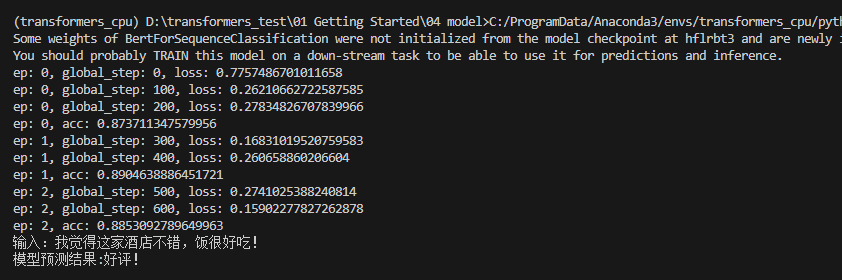 (transformers_cpu) D:\transformers_test\01 Getting Started\04 model>C:/ProgramData/Anaconda3/envs/transformers_cpu/pyth
Some weights of BertForSequenceClassification were not initialized from the model checkpoint at hflrbt3 and are newly i
You should probably TRAIN this model on a down-stream task to be able to use it for predictions and inference.
ep: 0, global_step: 0, loss: 0.7757486701011658
ep: 0, global_step: 100, loss: 0.26210662722587585
ep: 0, global_step: 200, loss: 0.27834826707839966
ep: 0, acc: 0.873711347579956
ep: 1, global_step: 300, loss: 0.16831019520759583
ep: 1, global_step: 400, loss: 0.260658860206604
ep: 1, acc: 0.8904638886451721
ep: 2, global_step: 500, loss: 0.2741025388240814
ep: 2, global_step: 600, loss: 0.15902277827262878
ep: 2, acc: 0.8853092789649963
输入：我觉得这家酒店不错，饭很好吃！
模型预测结果:好评！